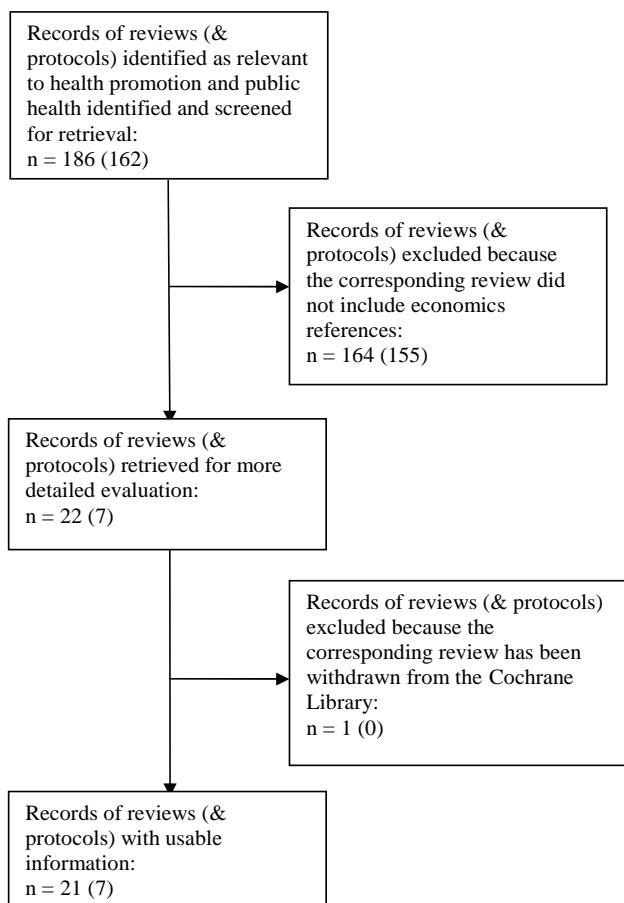 Records of reviews (&
protocols) identified as relevant
to health promotion and public
health identified and screened
for retrieval:
n = 186 (162)
Records of reviews (&
protocols) excluded because
the corresponding review did
not include economics
references:
n = 164 (155)
Records of reviews (&
protocols) retrieved for more
detailed evaluation:
n = 22 (7)
Records of reviews (& protocols)
excluded because the
corresponding review has been
withdrawn from the Cochrane
Library:
n = 1 (0)
Records of reviews (&
protocols) with usable
information:
n = 21 (7)